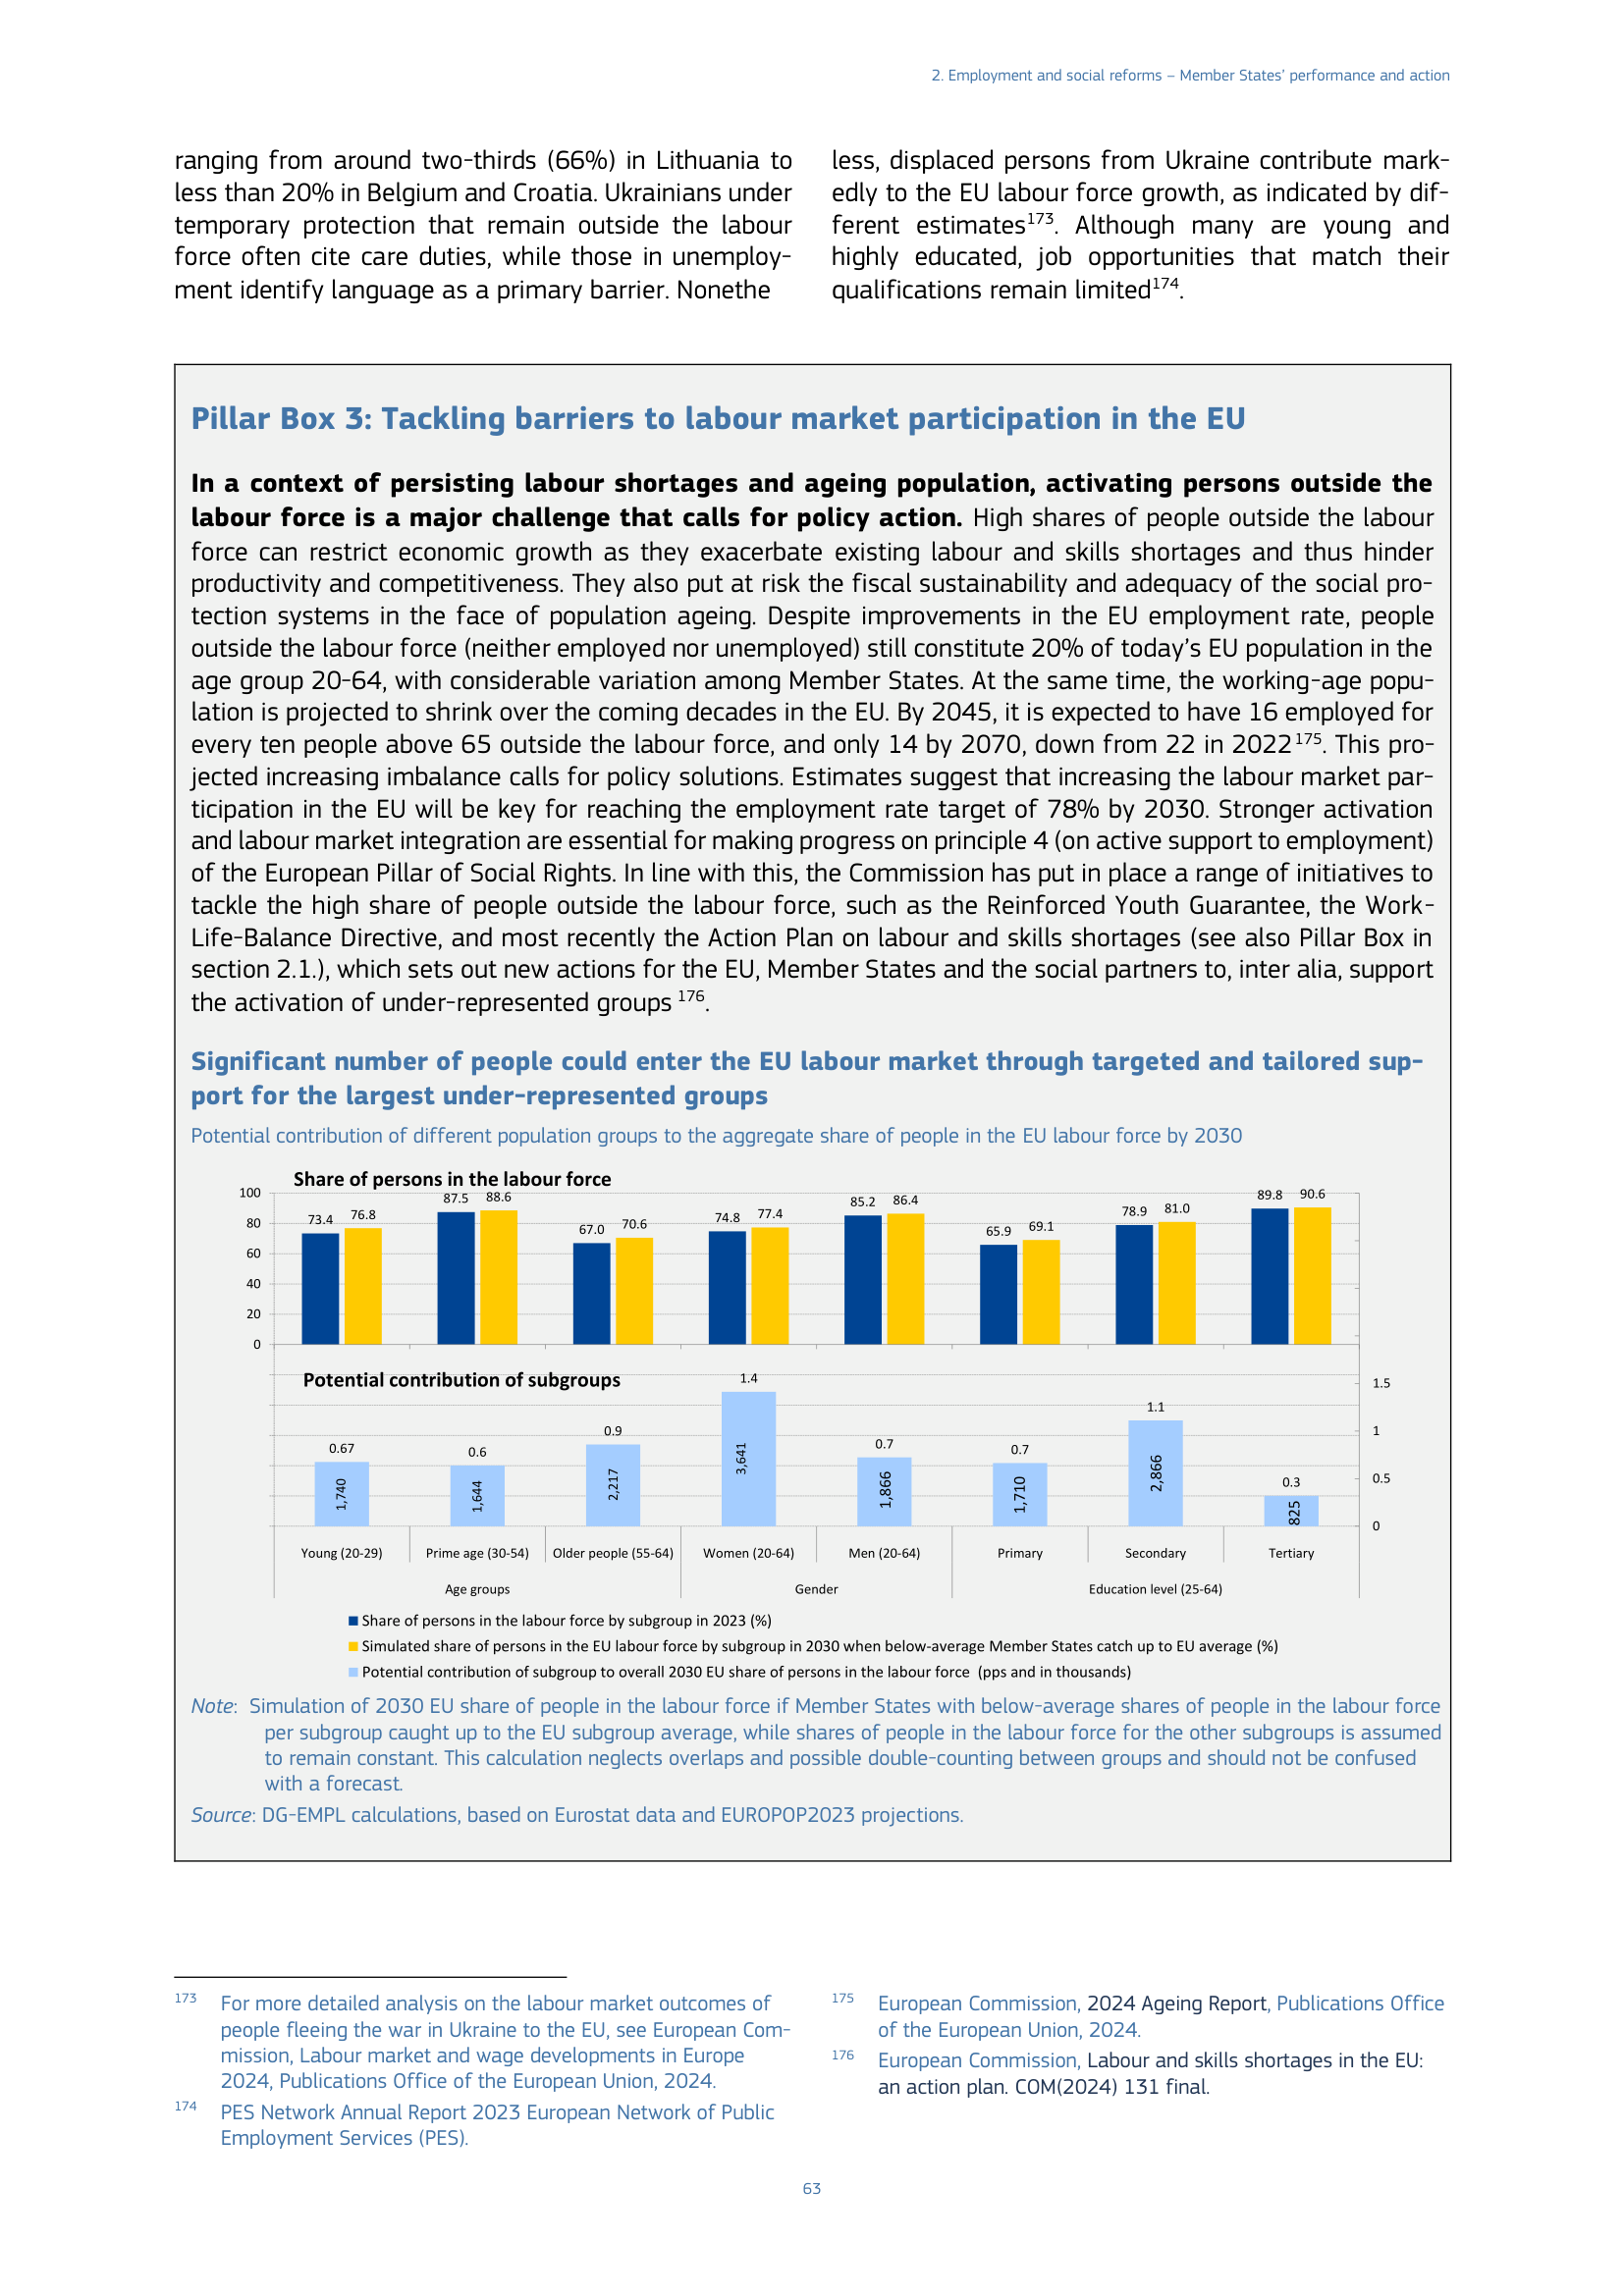 2. Employment and social reforms – Member States’ performance and action
ranging from around two-thirds (66%) in Lithuania to
less than 20% in Belgium and Croatia. Ukrainians under
temporary protection that remain outside the labour
force often cite care duties, while those in unemploy-
ment identify language as a primary barrier. Nonethe
less, displaced persons from Ukraine contribute mark-
edly to the EU labour force growth, as indicated by dif-
ferent estimates173. Although many are young and
highly educated, job opportunities that match their
qualifications remain limited174.
Pillar Box 3: Tackling barriers to labour market participation in the EU
In a context of persisting labour shortages and ageing population, activating persons outside the
labour force is a major challenge that calls for policy action. High shares of people outside the labour
force can restrict economic growth as they exacerbate existing labour and skills shortages and thus hinder
productivity and competitiveness. They also put at risk the fiscal sustainability and adequacy of the social pro-
tection systems in the face of population ageing. Despite improvements in the EU employment rate, people
outside the labour force (neither employed nor unemployed) still constitute 20% of today’s EU population in the
age group 20-64, with considerable variation among Member States. At the same time, the working-age popu-
lation is projected to shrink over the coming decades in the EU. By 2045, it is expected to have 16 employed for
every ten people above 65 outside the labour force, and only 14 by 2070, down from 22 in 2022175. This pro-
jected increasing imbalance calls for policy solutions. Estimates suggest that increasing the labour market par-
ticipation in the EU will be key for reaching the employment rate target of 78% by 2030. Stronger activation
and labour market integration are essential for making progress on principle 4 (on active support to employment)
of the European Pillar of Social Rights. In line with this, the Commission has put in place a range of initiatives to
tackle the high share of people outside the labour force, such as the Reinforced Youth Guarantee, the Work-
Life-Balance Directive, and most recently the Action Plan on labour and skills shortages (see also Pillar Box in
section 2.1.), which sets out new actions for the EU, Member States and the social partners to, inter alia, support
the activation of under-represented groups 176.
Significant number of people could enter the EU labour market through targeted and tailored sup-
port for the largest under-represented groups
Potential contribution of different population groups to the aggregate share of people in the EU labour force by 2030
Share of persons in the labour force
100
80
60
40
20
0
73.4 76.8 87.5 88.6 67.0 70.6 74.8 77.4 85.2 86.4 65.9 69.1 78.9 81.0 89.8 90.6
Potential contribution of subgroups
0.67 0.6 0.9 1.4 0.7 0.7 1.1 0.3
1,740 1,644 2,217 3,641 1,866 1,710 2,866 825
1.5
1
0.5
0
Young (20-29) Prime age (30-54) Older people (55-64) Women (20-64) Men (20-64) Primary Secondary Tertiary
Age groups Gender Education level (25-64)
Share of persons in the labour force by subgroup in 2023 (%)
Simulated share of persons in the EU labour force by subgroup in 2030 when below-average Member States catch up to EU average (%)
Potential contribution of subgroup to overall 2030 EU share of persons in the labour force (pps and in thousands)
Note: Simulation of 2030 EU share of people in the labour force if Member States with below-average shares of people in the labour force
per subgroup caught up to the EU subgroup average, while shares of people in the labour force for the other subgroups is assumed
to remain constant. This calculation neglects overlaps and possible double-counting between groups and should not be confused
with a forecast.
Source: DG-EMPL calculations, based on Eurostat data and EUROPOP2023 projections.
173 For more detailed analysis on the labour market outcomes of
people fleeing the war in Ukraine to the EU, see European Com-
mission, Labour market and wage developments in Europe
2024, Publications Office of the European Union, 2024.
174 PES Network Annual Report 2023 European Network of Public
Employment Services (PES).
175 European Commission, 2024 Ageing Report, Publications Office
of the European Union, 2024.
176 European Commission, Labour and skills shortages in the EU:
an action plan. COM(2024) 131 final.
63